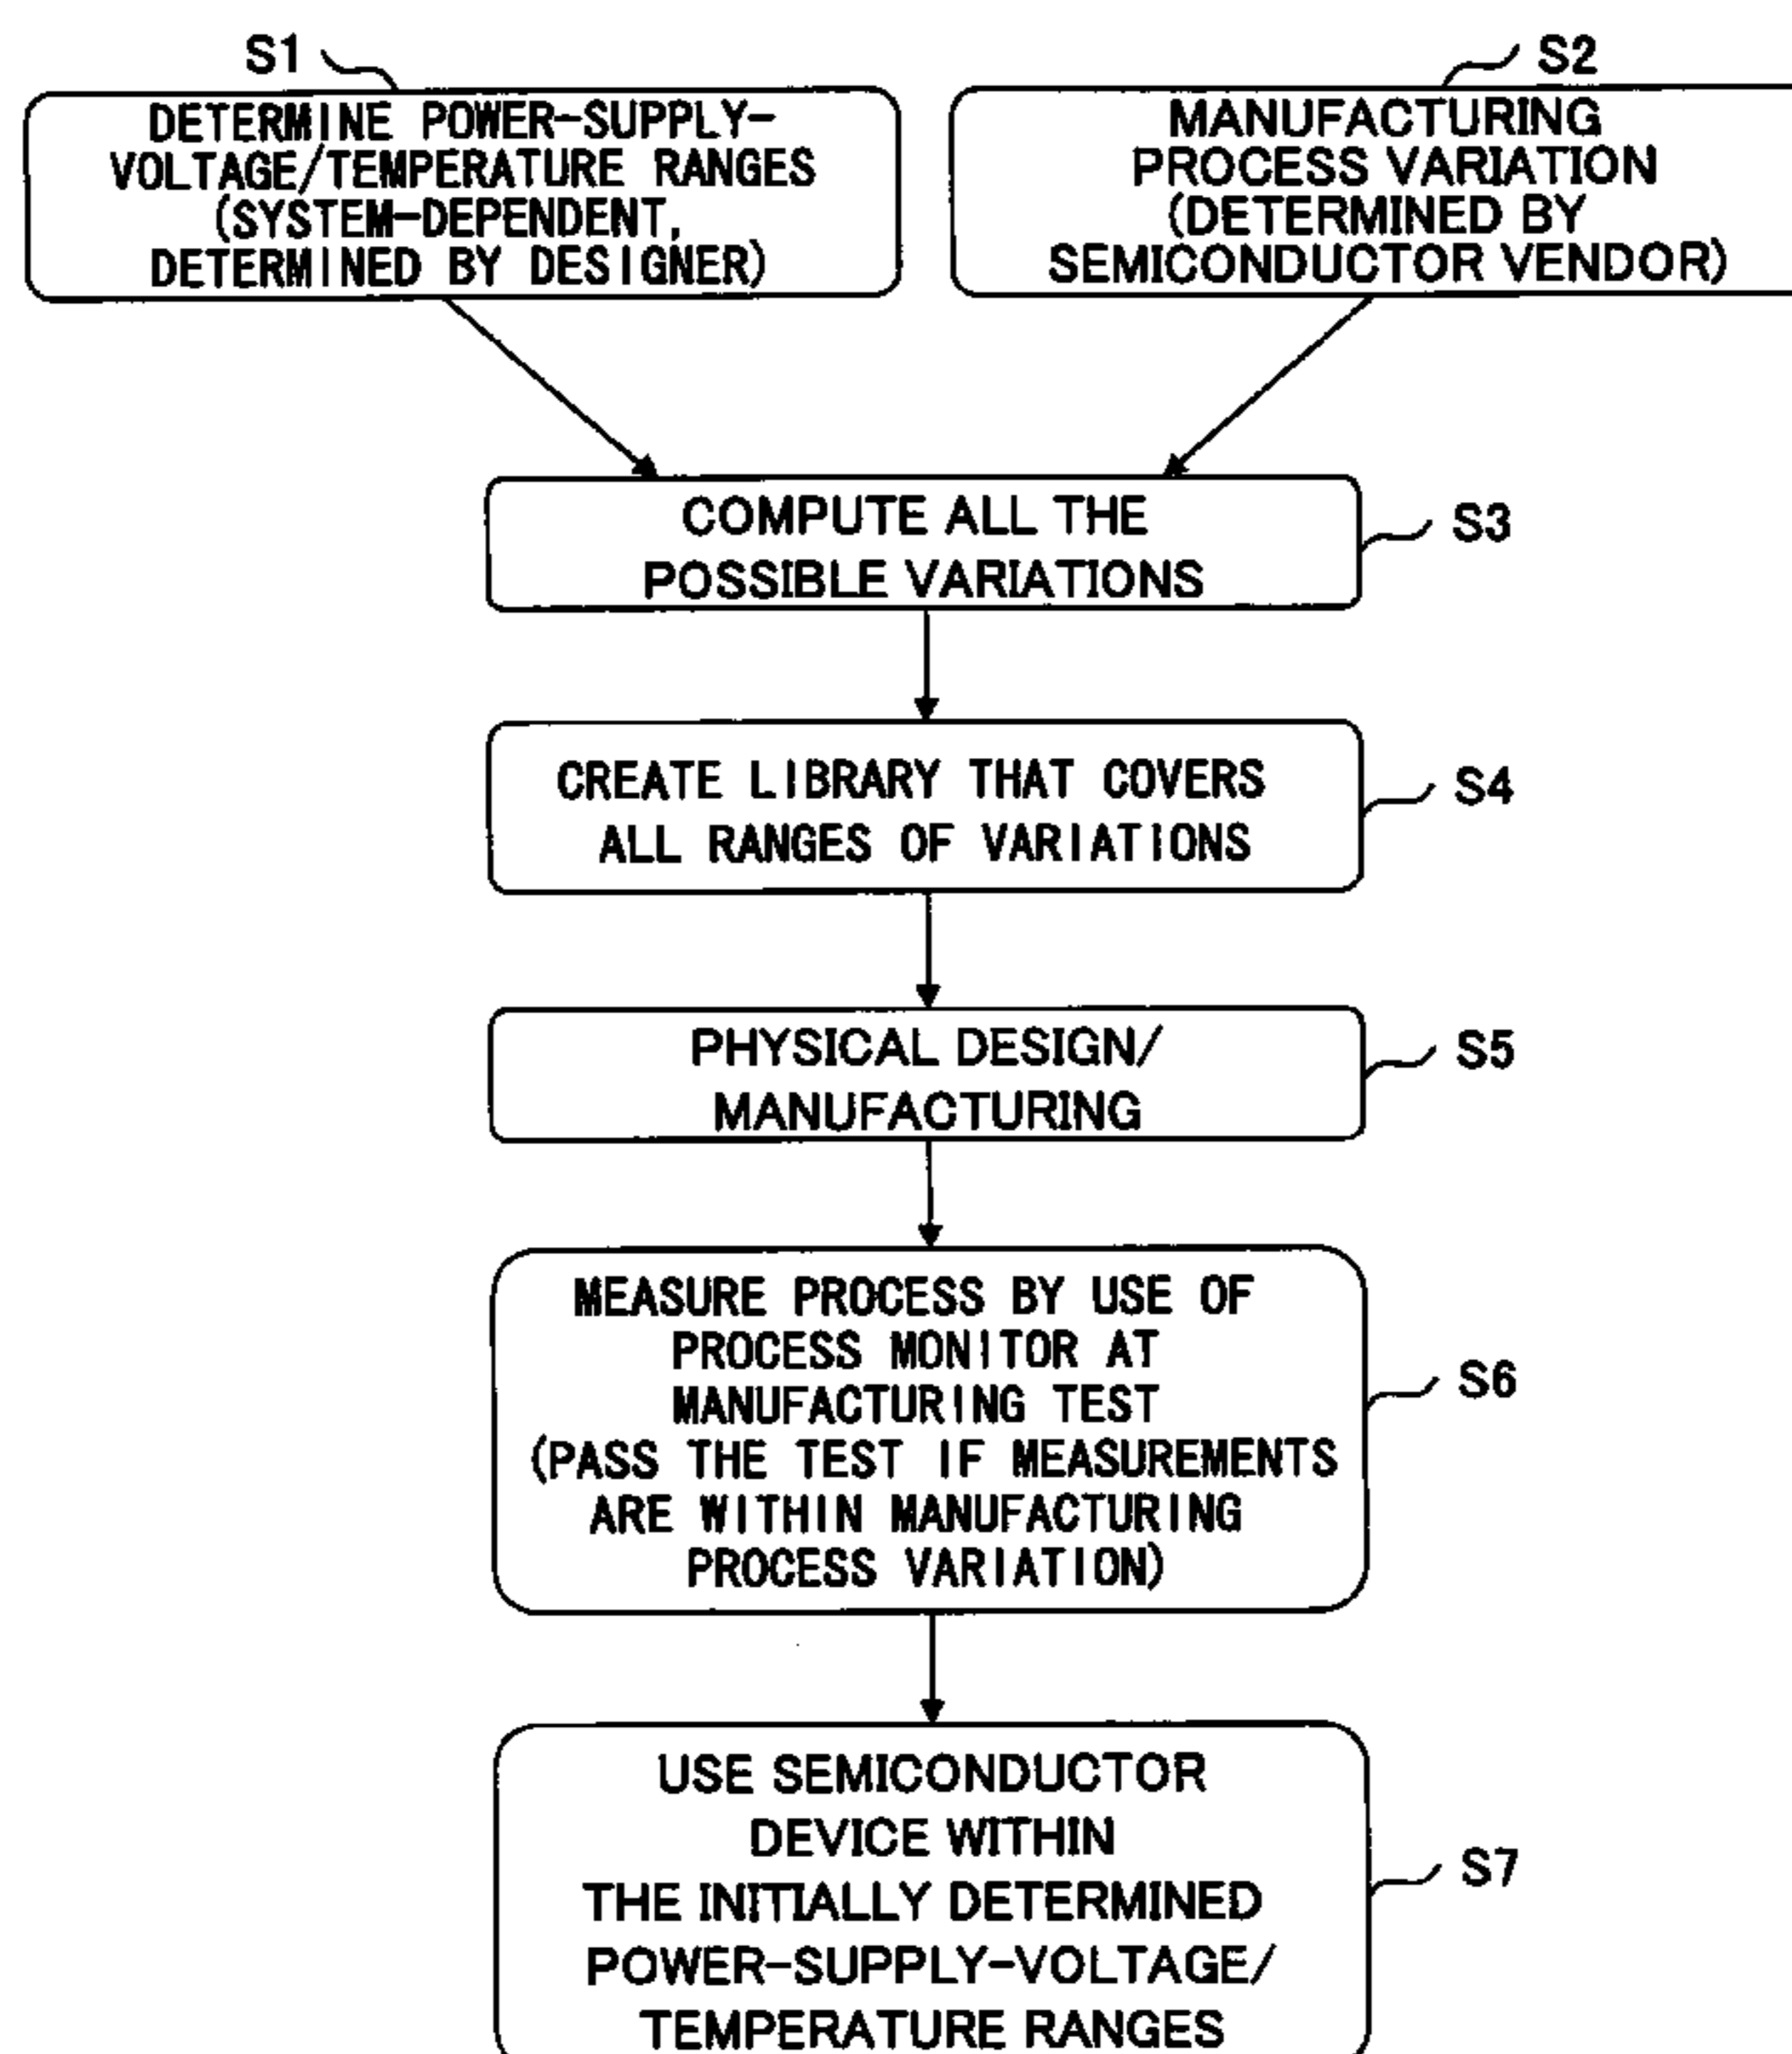 S1
DETERMINE POWER-SUPPLY-
VOLTAGE/TEMPERATURE RANGES
(SYSTEM-DEPENDENT,
DETERMINED BY DESIGNER)
S2
MANUFACTURING
PROCESS VARIATION
(DETERMINED BY
SEMICONDUCTOR VENDOR)
COMPUTE ALL THE
POSSIBLE VARIATIONS
S3
CREATE LIBRARY THAT COVERS
ALL RANGES OF VARIATIONS
S4
PHYSICAL DESIGN/
MANUFACTURING
S5
MEASURE PROCESS BY USE OF
PROCESS MONITOR AT
MANUFACTURING TEST
(PASS THE TEST IF MEASUREMENTS
ARE WITHIN MANUFACTURING
PROCESS VARIATION)
S6
USE SEMICONDUCTOR
DEVICE WITHIN
THE INITIALLY DETERMINED
POWER-SUPPLY-VOLTAGE/
TEMPERATURE RANGES
S7